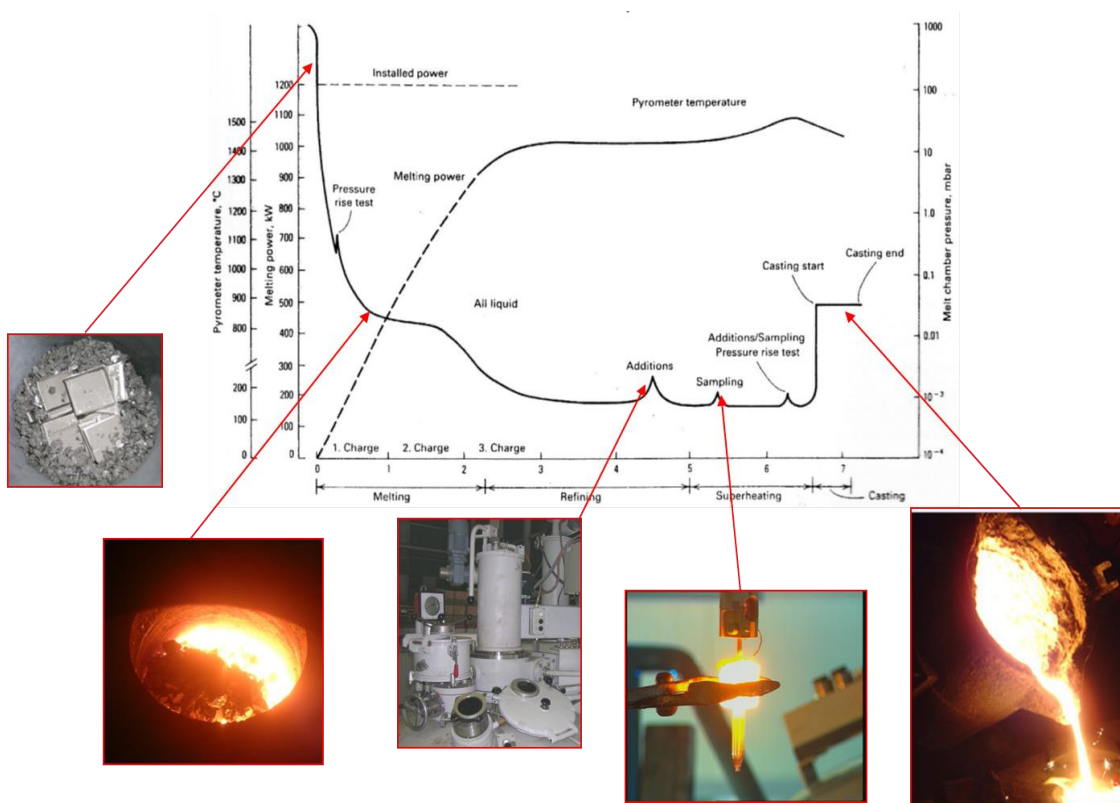 Installed power
Pyrometer temperature
Melting power
Pressure
rise test
All liquid
Casting start
Casting end
Additions/Sampling
Pressure rise test
Additions
Sampling
Pyrometer temperature, °C
1500
1400
1300
1200
1100
1000
900
800
200
100
0
Melting power, kW
1200
1100
1000
900
800
700
600
500
400
300
200
100
0
Melt chamber pressure, mbar
1000
100
10
1.0
0.1
0.01
10⁻³
10⁻⁴
1. Charge 2. Charge 3. Charge
0 1 2 3 4 5 6 7
Melting Refining Superheating Casting